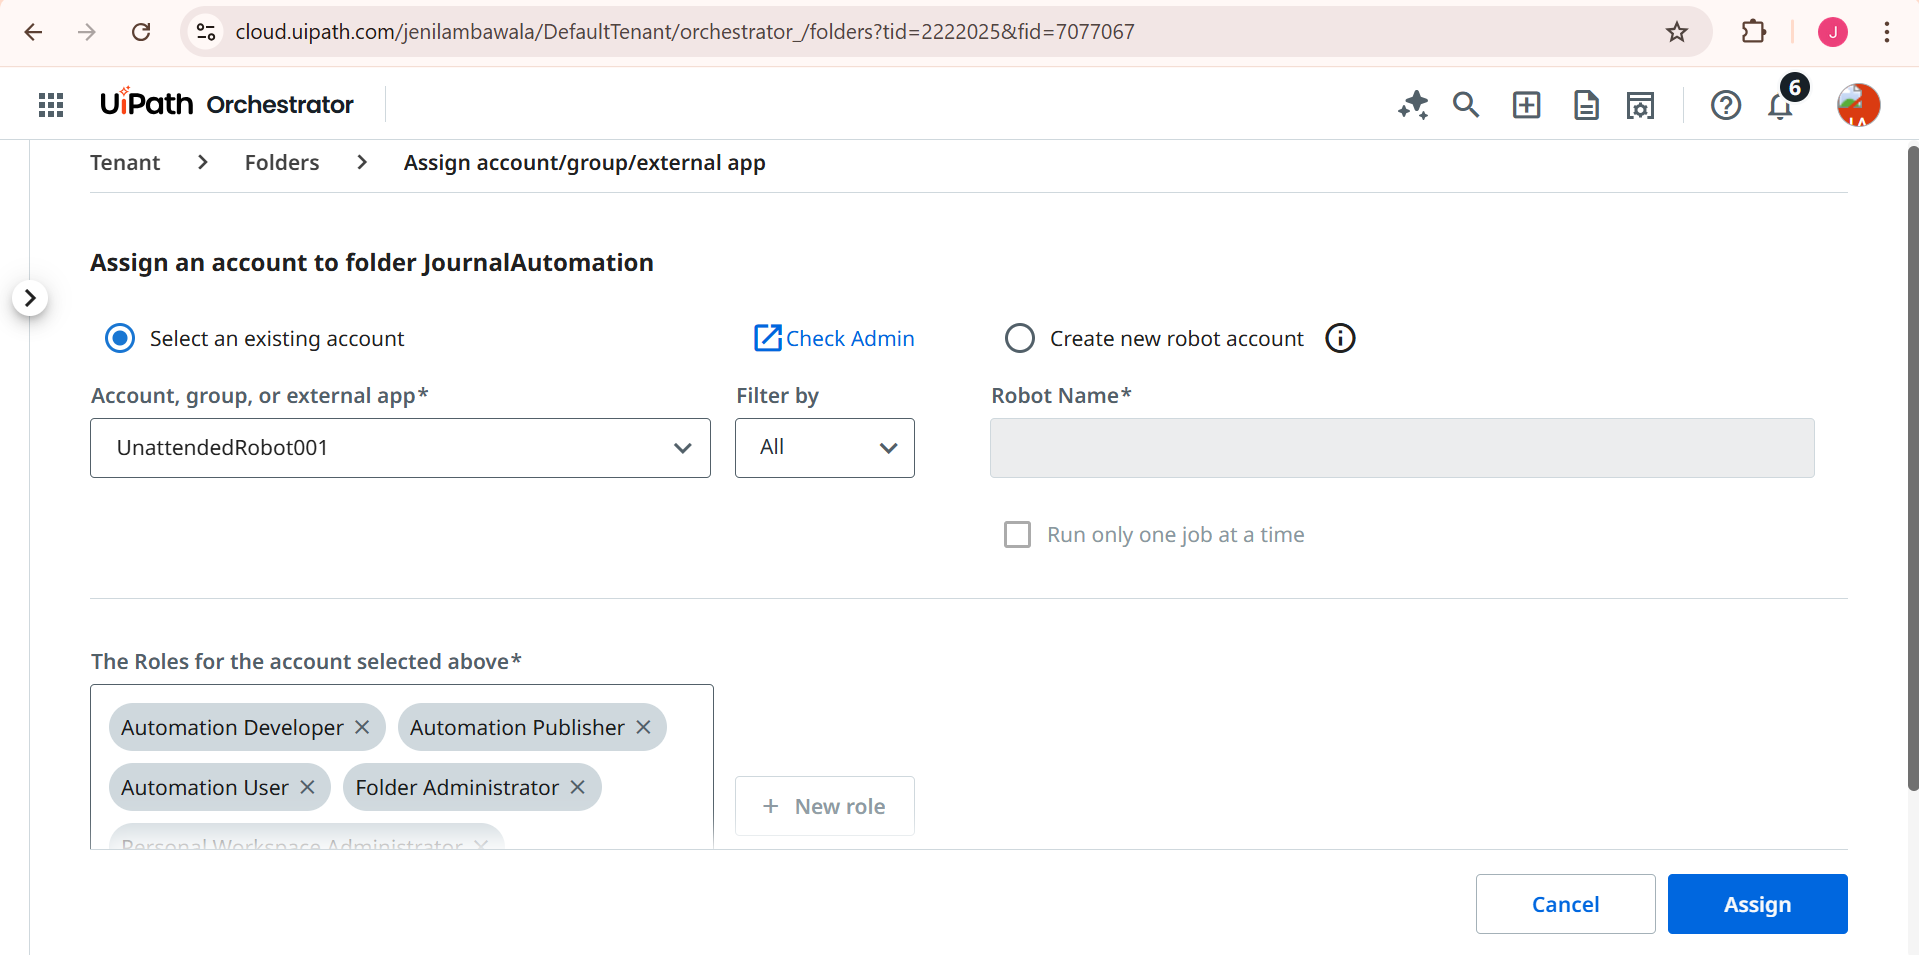 cloud.uipath.com/jenilambawala/DefaultTenant/orchestrator_/folders?tid=2222025&fid=7077067
J
UiPath Orchestrator
6
Tenant > Folders > Assign account/group/external app
Assign an account to folder JournalAutomation
Select an existing account
Check Admin
Create new robot account
Account, group, or external app*
Filter by
Robot Name*
UnattendedRobot001
All
Run only one job at a time
The Roles for the account selected above*
Automation Developer
Automation Publisher
Automation User
Folder Administrator
+ New role
Personal Workspace Administrator
Cancel
Assign